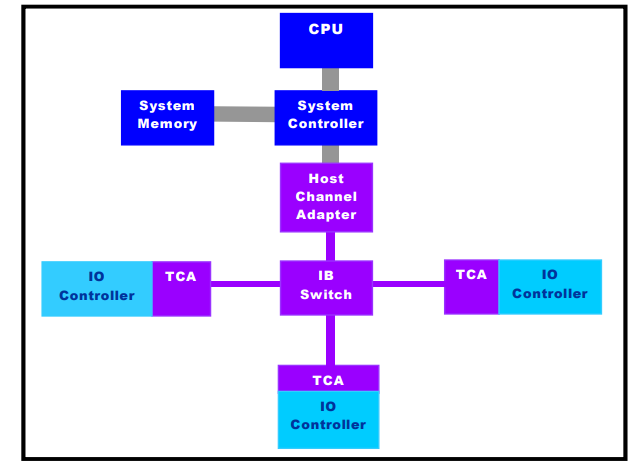 CPU
System
Memory
System
Controller
Host
Channel
Adapter
IO
Controller
TCA
IB
Switch
TCA
IO
Controller
TCA
IO
Controller